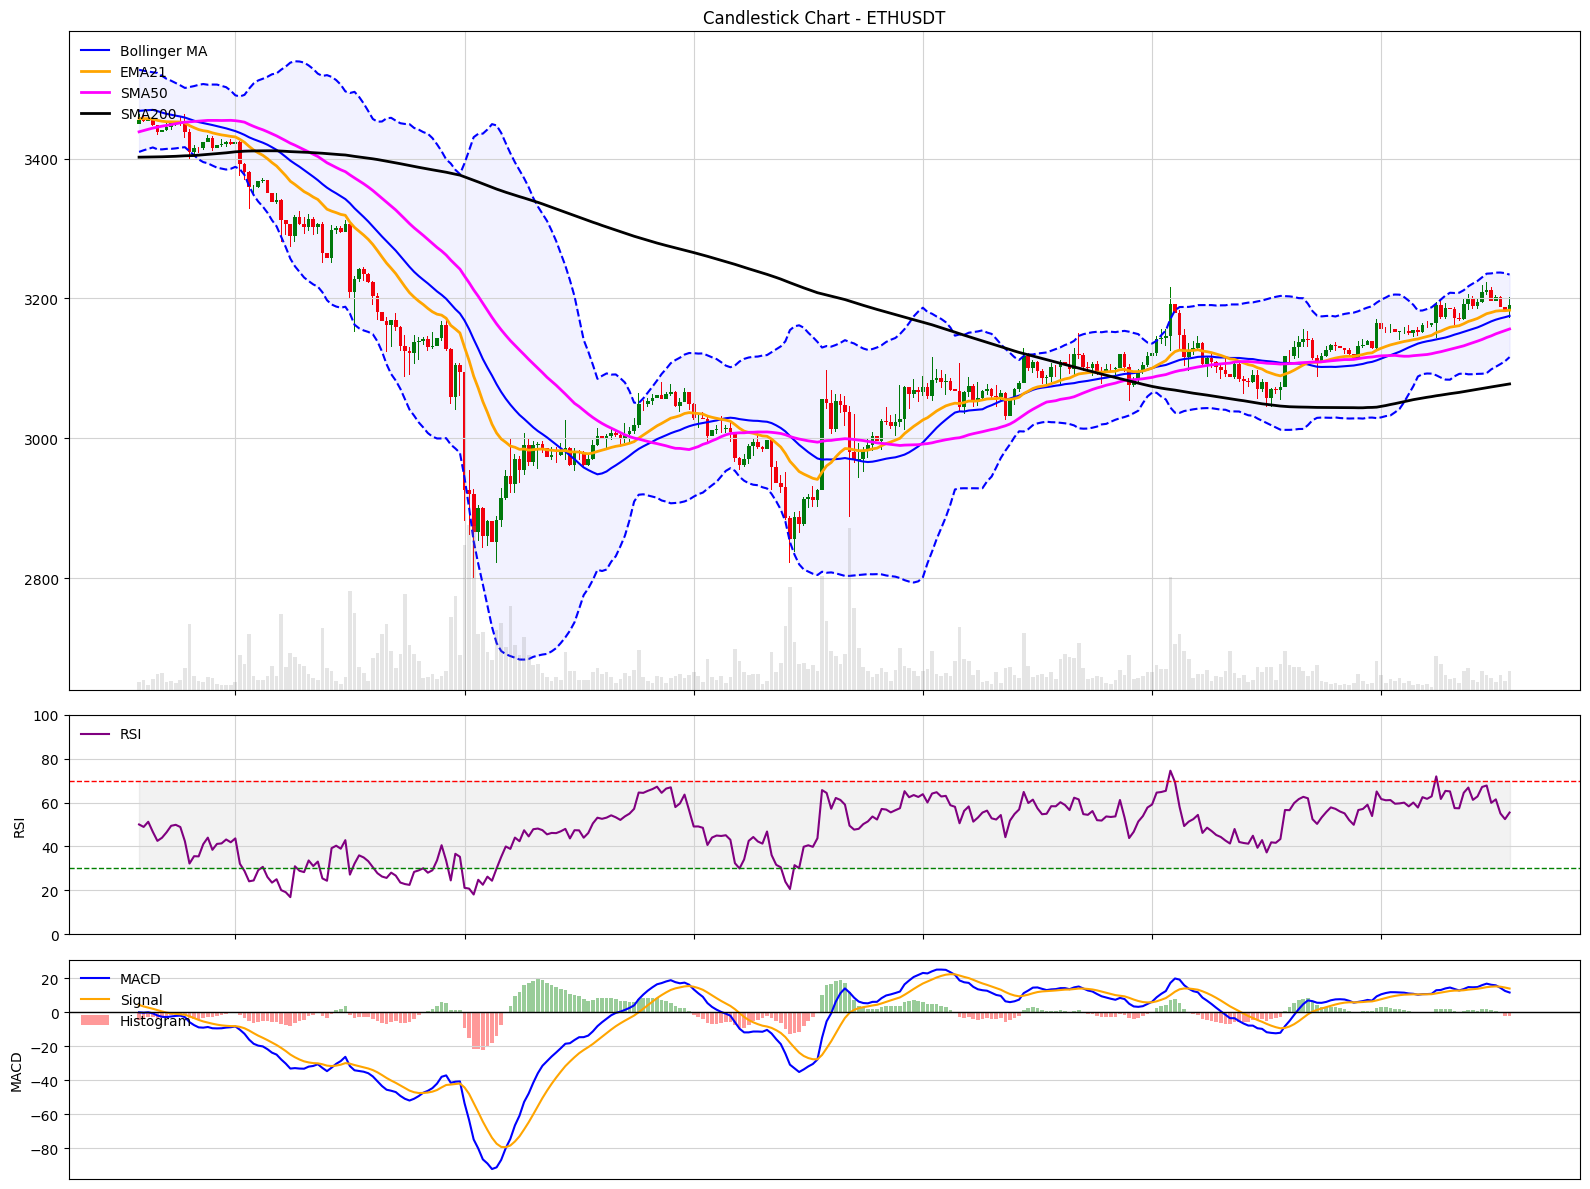 Candlestick Chart - ETHUSDT
Bollinger MA
EMA21
SMA50
SMA200
3400
3200
3000
2800
100
80
60
40
20
0
RSI
RSI
20
0
−20
−40
−60
−80
MACD
MACD
Signal
Histogram